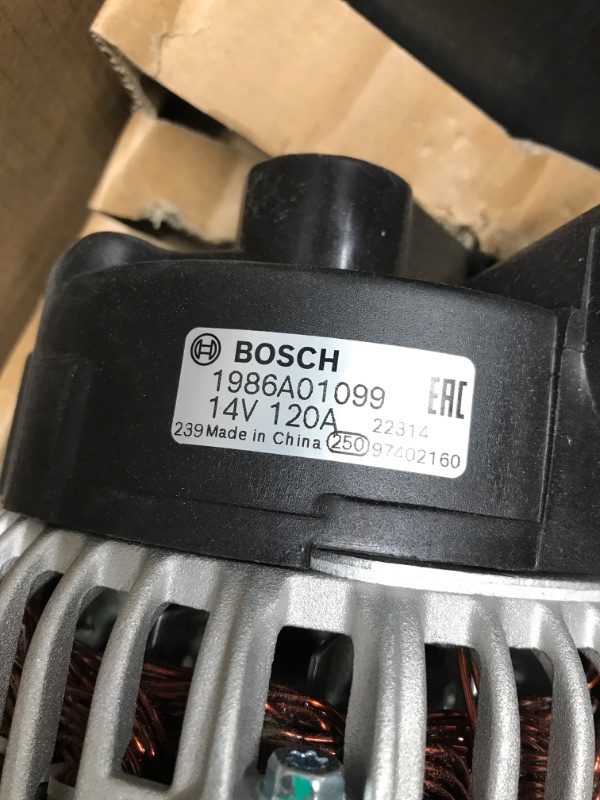 BOSCH
1986A01099
EAC
14V 120A 22314
239 Made in China 250 97402160